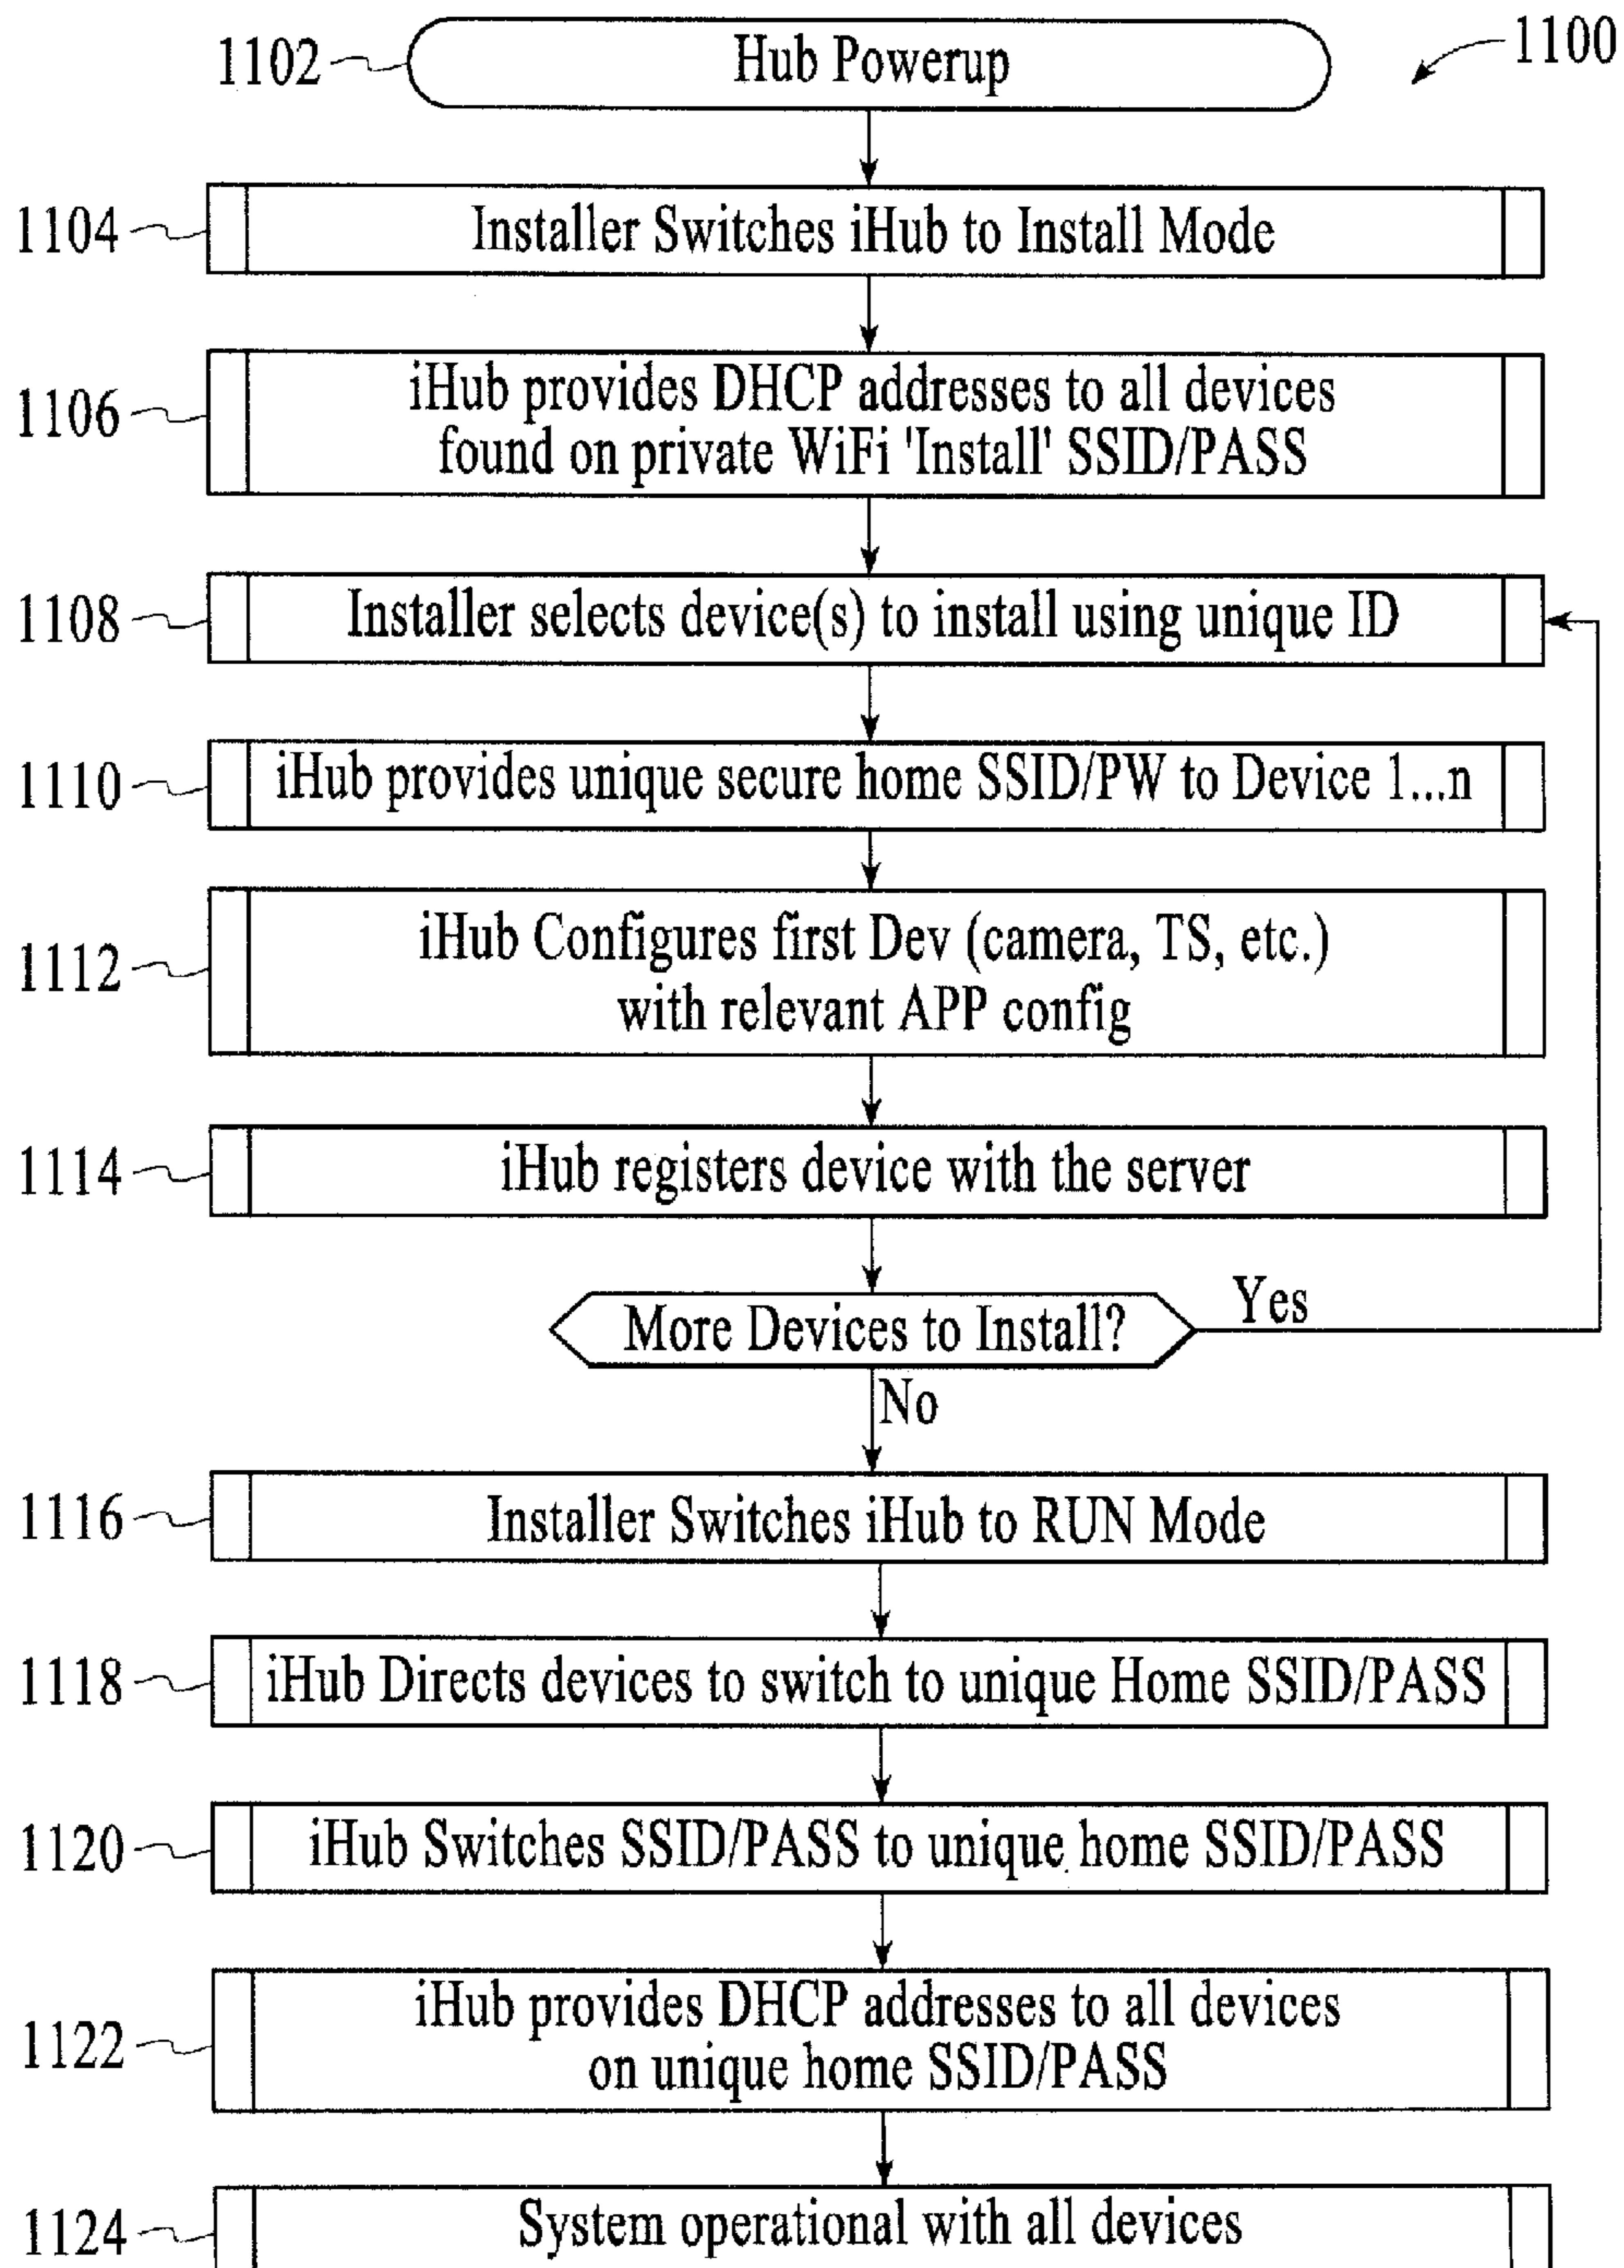 1100
1102
Hub Powerup
1104
Installer Switches iHub to Install Mode
1106
iHub provides DHCP addresses to all devices
found on private WiFi 'Install' SSID/PASS
1108
Installer selects device(s) to install using unique ID
1110
iHub provides unique secure home SSID/PW to Device 1...n
1112
iHub Configures first Dev (camera, TS, etc.)
with relevant APP config
1114
iHub registers device with the server
More Devices to Install?
Yes
No
1116
Installer Switches iHub to RUN Mode
1118
iHub Directs devices to switch to unique Home SSID/PASS
1120
iHub Switches SSID/PASS to unique home SSID/PASS
1122
iHub provides DHCP addresses to all devices
on unique home SSID/PASS
1124
System operational with all devices